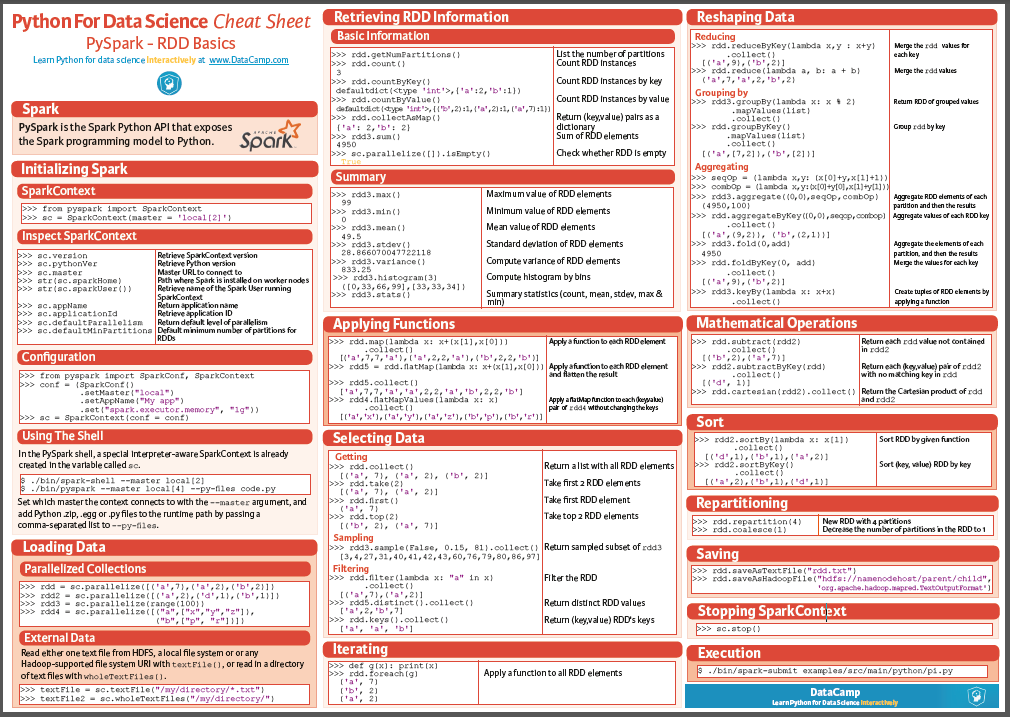 Python For Data Science Cheat Sheet
PySpark - RDD Basics
Learn Python for data science Interactively at www.DataCamp.com
Spark
PySpark is the Spark Python API that exposes
the Spark programming model to Python.
APACHE
Spark
Initializing Spark
SparkContext
>>> from pyspark import SparkContext
>>> sc = SparkContext(master = 'local[2]')
Inspect SparkContext
>>> sc.version Retrieve SparkContext version
>>> sc.pythonVer Retrieve Python version
>>> sc.master Master URL to connect to
>>> str(sc.sparkHome) Path where Spark is installed on worker nodes
>>> str(sc.sparkUser()) Retrieve name of the Spark User running
SparkContext
>>> sc.appName Return application name
>>> sc.applicationId Retrieve application ID
>>> sc.defaultParallelism Return default level of parallelism
>>> sc.defaultMinPartitions Default minimum number of partitions for
RDDs
Configuration
>>> from pyspark import SparkConf, SparkContext
>>> conf = (SparkConf()
.setMaster("local")
.setAppName("My app")
.set("spark.executor.memory", "1g"))
>>> sc = SparkContext(conf = conf)
Using The Shell
In the PySpark shell, a special interpreter-aware SparkContext is already
created in the variable called sc.
$ ./bin/spark-shell --master local[2]
$ ./bin/pyspark --master local[4] --py-files code.py
Set which master the context connects to with the --master argument, and
add Python .zip, .egg or .py files to the runtime path by passing a
comma-separated list to --py-files.
Loading Data
Parallelized Collections
>>> rdd = sc.parallelize([('a',7),('a',2),('b',2)])
>>> rdd2 = sc.parallelize([('a',2),('d',1),('b',1)])
>>> rdd3 = sc.parallelize(range(100))
>>> rdd4 = sc.parallelize([("a",["x","y","z"]),
("b",["p", "r"])])
External Data
Read either one text file from HDFS, a local file system or or any
Hadoop-supported file system URI with textFile(), or read in a directory
of text files with wholeTextFiles().
>>> textFile = sc.textFile("/my/directory/*.txt")
>>> textFile2 = sc.wholeTextFiles("/my/directory/")
Retrieving RDD Information
Basic Information
>>> rdd.getNumPartitions() List the number of partitions
>>> rdd.count() Count RDD instances
3
>>> rdd.countByKey() Count RDD instances by key
defaultdict(<type 'int'>,{'a':2,'b':1})
>>> rdd.countByValue() Count RDD instances by value
defaultdict(<type 'int'>,{('b',2):1,('a',2):1,('a',7):1})
>>> rdd.collectAsMap() Return (key,value) pairs as a
{'a': 2,'b': 2} dictionary
>>> rdd3.sum() Sum of RDD elements
4950
>>> sc.parallelize([]).isEmpty() Check whether RDD is empty
True
Summary
>>> rdd3.max() Maximum value of RDD elements
99
>>> rdd3.min() Minimum value of RDD elements
0
>>> rdd3.mean() Mean value of RDD elements
49.5
>>> rdd3.stdev() Standard deviation of RDD elements
28.866070047722118
>>> rdd3.variance() Compute variance of RDD elements
833.25
>>> rdd3.histogram(3) Compute histogram by bins
([0,33,66,99],[33,33,34])
>>> rdd3.stats() Summary statistics (count, mean, stdev, max &
min)
Applying Functions
>>> rdd.map(lambda x: x+(x[1],x[0])) Apply a function to each RDD element
.collect()
[('a',7,7,'a'),('a',2,2,'a'),('b',2,2,'b')]
>>> rdd5 = rdd.flatMap(lambda x: x+(x[1],x[0])) Apply a function to each RDD element
and flatten the result
>>> rdd5.collect()
['a',7,7,'a','a',2,2,'a','b',2,2,'b']
>>> rdd4.flatMapValues(lambda x: x) Apply a flatMap function to each (key,value)
.collect() pair of rdd4 without changing the keys
[('a','x'),('a','y'),('a','z'),('b','p'),('b','r')]
Selecting Data
Getting
>>> rdd.collect() Return a list with all RDD elements
[('a', 7), ('a', 2), ('b', 2)]
>>> rdd.take(2) Take first 2 RDD elements
[('a', 7), ('a', 2)]
>>> rdd.first() Take first RDD element
('a', 7)
>>> rdd.top(2) Take top 2 RDD elements
[('b', 2), ('a', 7)]
Sampling
>>> rdd3.sample(False, 0.15, 81).collect() Return sampled subset of rdd3
[3,4,27,31,40,41,42,43,60,76,79,80,86,97]
Filtering
>>> rdd.filter(lambda x: "a" in x) Filter the RDD
.collect()
[('a',7),('a',2)]
>>> rdd5.distinct().collect() Return distinct RDD values
['a',2,'b',7]
>>> rdd.keys().collect() Return (key,value) RDD's keys
['a', 'a', 'b']
Iterating
>>> def g(x): print(x)
>>> rdd.foreach(g) Apply a function to all RDD elements
('a', 7)
('b', 2)
('a', 2)
Reshaping Data
Reducing
>>> rdd.reduceByKey(lambda x,y : x+y) Merge the rdd values for
.collect() each key
[('a',9),('b',2)]
>>> rdd.reduce(lambda a, b: a + b) Merge the rdd values
('a',7,'a',2,'b',2)
Grouping by
>>> rdd3.groupBy(lambda x: x % 2) Return RDD of grouped values
.mapValues(list)
.collect()
>>> rdd.groupByKey() Group rdd by key
.mapValues(list)
.collect()
[('a',[7,2]),('b',[2])]
Aggregating
>>> seqOp = (lambda x,y: (x[0]+y,x[1]+1))
>>> combOp = (lambda x,y:(x[0]+y[0],x[1]+y[1]))
>>> rdd3.aggregate((0,0),seqOp,combOp) Aggregate RDD elements of each
(4950,100) partition and then the results
>>> rdd.aggregateByKey((0,0),seqop,combop) Aggregate values of each RDD key
.collect()
[('a',(9,2)), ('b',(2,1))]
>>> rdd3.fold(0,add) Aggregate the elements of each
4950 partition, and then the results
>>> rdd.foldByKey(0, add) Merge the values for each key
.collect()
[('a',9),('b',2)]
>>> rdd3.keyBy(lambda x: x+x) Create tuples of RDD elements by
.collect() applying a function
Mathematical Operations
>>> rdd.subtract(rdd2) Return each rdd value not contained
.collect() in rdd2
[('b',2),('a',7)]
>>> rdd2.subtractByKey(rdd) Return each (key,value) pair of rdd2
.collect() with no matching key in rdd
[('d', 1)]
>>> rdd.cartesian(rdd2).collect() Return the Cartesian product of rdd
and rdd2
Sort
>>> rdd2.sortBy(lambda x: x[1]) Sort RDD by given function
.collect()
[('d',1),('b',1),('a',2)]
>>> rdd2.sortByKey() Sort (key, value) RDD by key
.collect()
[('a',2),('b',1),('d',1)]
Repartitioning
>>> rdd.repartition(4) New RDD with 4 partitions
>>> rdd.coalesce(1) Decrease the number of partitions in the RDD to 1
Saving
>>> rdd.saveAsTextFile("rdd.txt")
>>> rdd.saveAsHadoopFile("hdfs://namenodehost/parent/child",
'org.apache.hadoop.mapred.TextOutputFormat')
Stopping SparkContext
>>> sc.stop()
Execution
$ ./bin/spark-submit examples/src/main/python/pi.py
DataCamp
Learn Python for Data Science Interactively